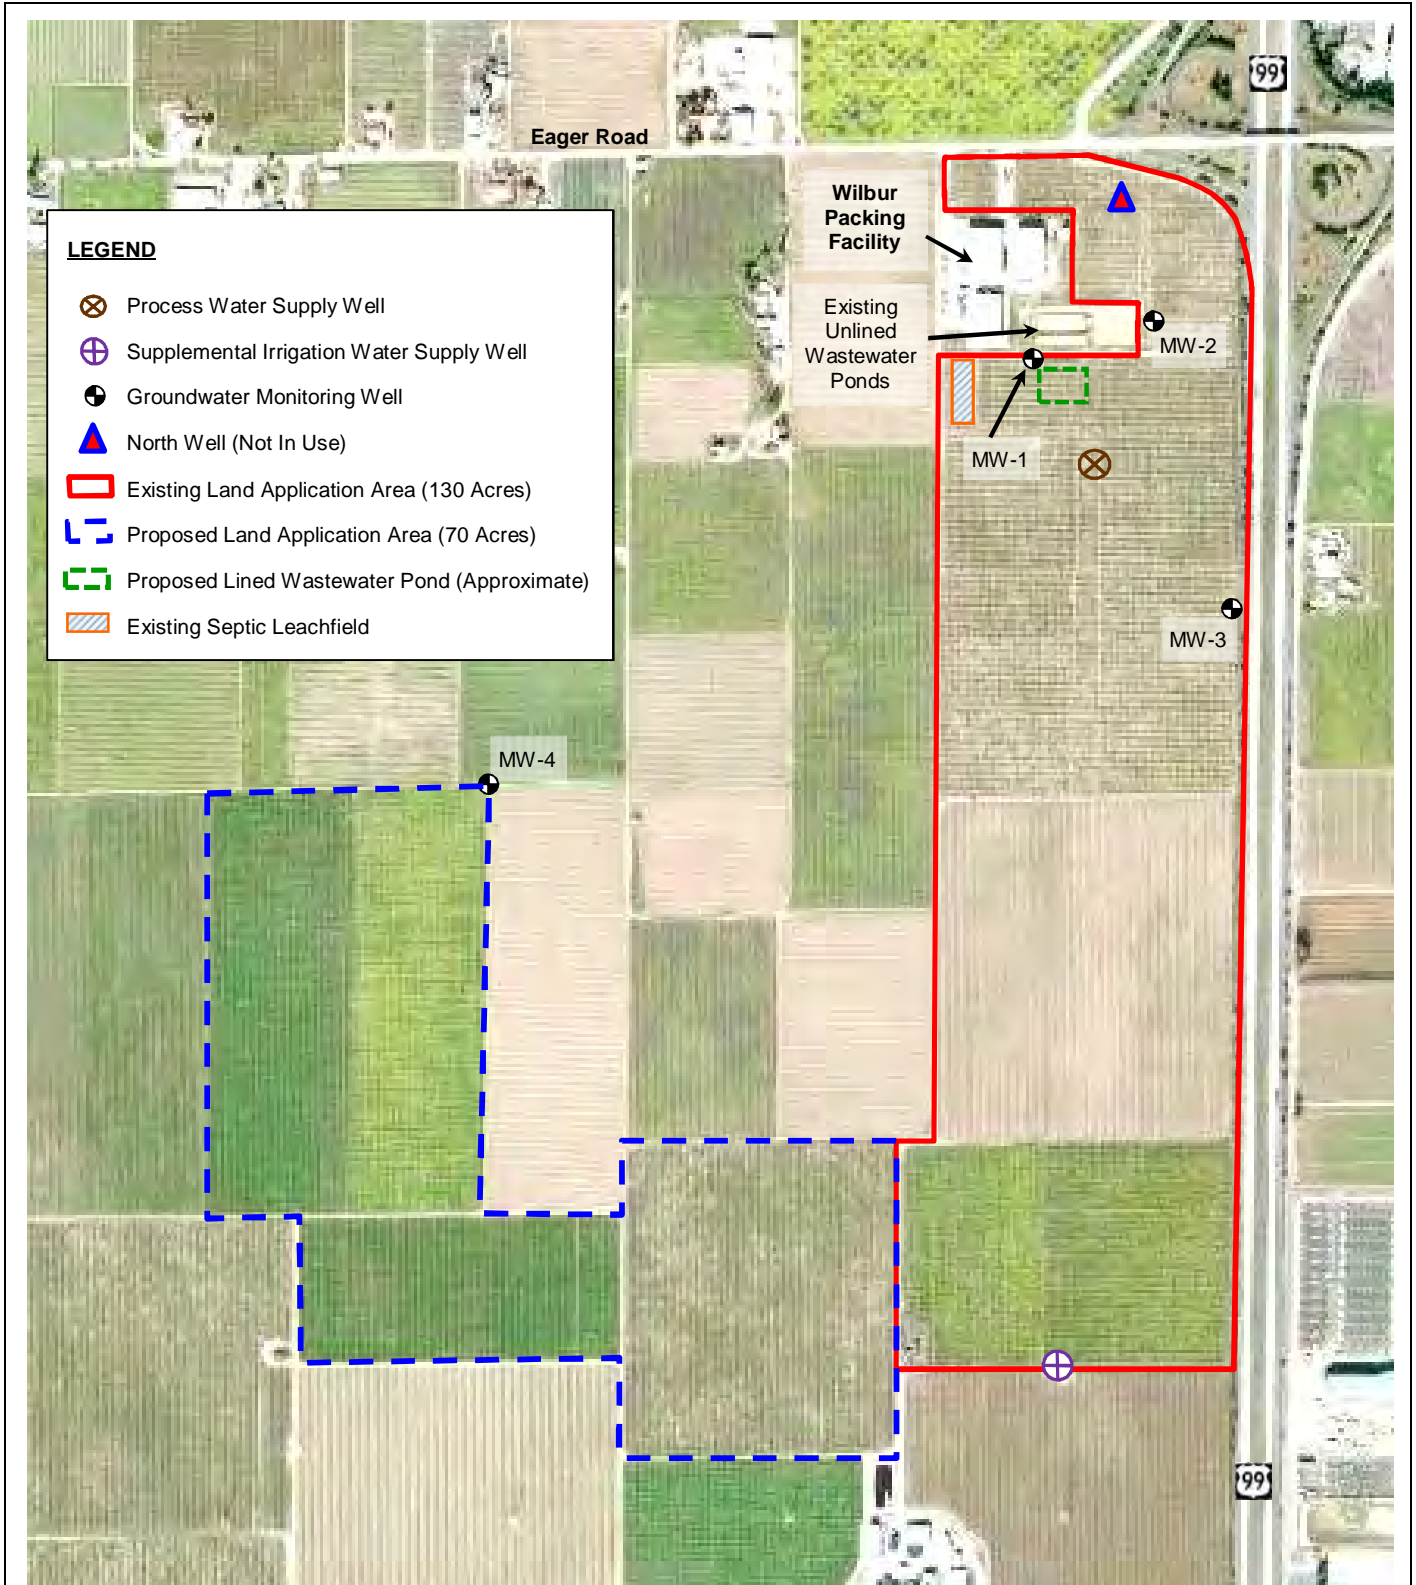 99
Eager Road
Wilbur
Packing
Facility
LEGEND
Process Water Supply Well
Supplemental Irrigation Water Supply Well
Groundwater Monitoring Well
North Well (Not In Use)
Existing Land Application Area (130 Acres)
Proposed Land Application Area (70 Acres)
Proposed Lined Wastewater Pond (Approximate)
Existing Septic Leachfield
Existing
Unlined
Wastewater
Ponds
MW-2
MW-1
MW-3
MW-4
99